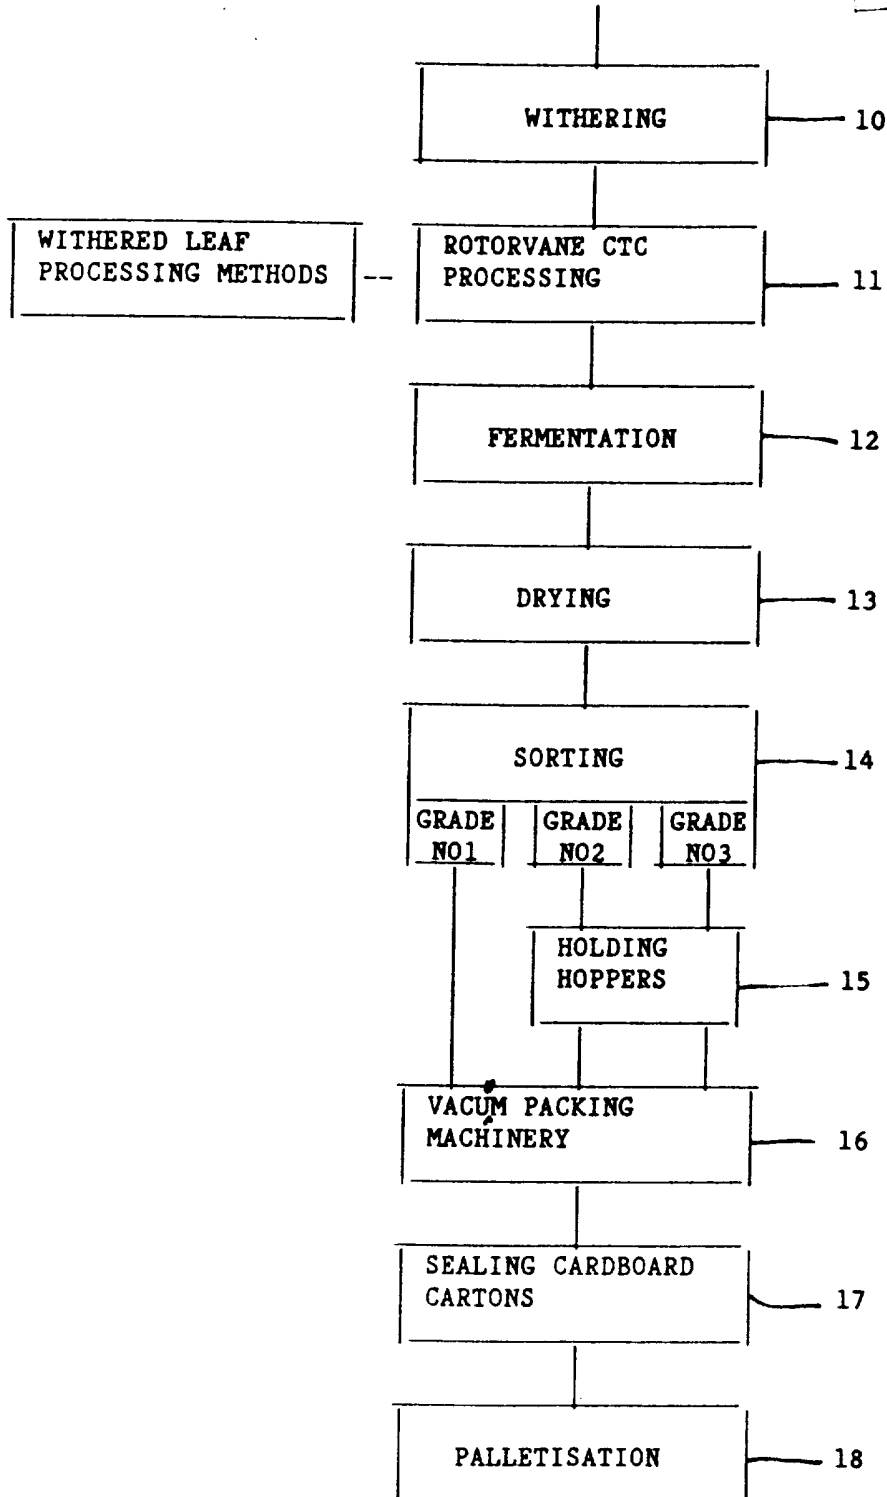 WITHERING
10
WITHERED LEAF
PROCESSING METHODS
--
ROTORVANE CTC
PROCESSING
11
FERMENTATION
12
DRYING
13
SORTING
14
GRADE
NO1
GRADE
NO2
GRADE
NO3
HOLDING
HOPPERS
15
VACUM PACKING
MACHINERY
16
SEALING CARDBOARD
CARTONS
17
PALLETISATION
18